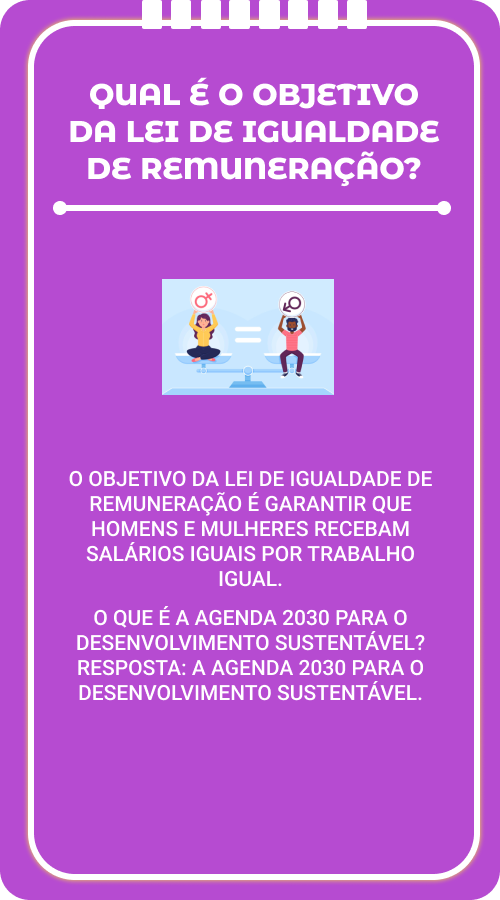 QUAL É O OBJETIVO
DA LEI DE IGUALDADE
DE REMUNERAÇÃO?
O OBJETIVO DA LEI DE IGUALDADE DE
REMUNERAÇÃO É GARANTIR QUE
HOMENS E MULHERES RECEBAM
SALÁRIOS IGUAIS POR TRABALHO
IGUAL.
O QUE É A AGENDA 2030 PARA O
DESENVOLVIMENTO SUSTENTÁVEL?
RESPOSTA: A AGENDA 2030 PARA O
DESENVOLVIMENTO SUSTENTÁVEL.